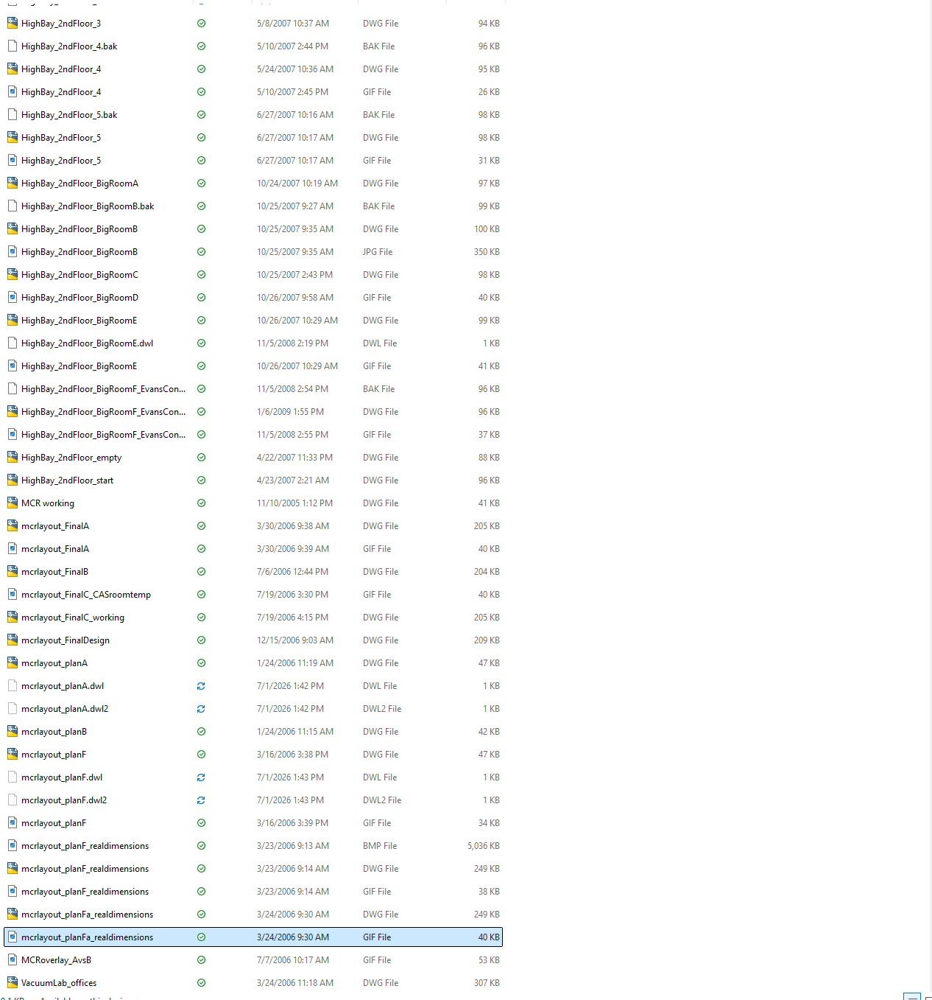 HighBay_2ndFloor_3 5/8/2007 10:37 AM DWG File 94 KB
HighBay_2ndFloor_4.bak 5/10/2007 2:44 PM BAK File 96 KB
HighBay_2ndFloor_4 5/24/2007 10:36 AM DWG File 95 KB
HighBay_2ndFloor_4 5/10/2007 2:45 PM GIF File 26 KB
HighBay_2ndFloor_5.bak 6/27/2007 10:16 AM BAK File 98 KB
HighBay_2ndFloor_5 6/27/2007 10:17 AM DWG File 98 KB
HighBay_2ndFloor_5 6/27/2007 10:17 AM GIF File 31 KB
HighBay_2ndFloor_BigRoomA 10/24/2007 10:19 AM DWG File 97 KB
HighBay_2ndFloor_BigRoomB.bak 10/25/2007 9:27 AM BAK File 99 KB
HighBay_2ndFloor_BigRoomB 10/25/2007 9:35 AM DWG File 100 KB
HighBay_2ndFloor_BigRoomB 10/25/2007 9:35 AM JPG File 350 KB
HighBay_2ndFloor_BigRoomC 10/25/2007 2:43 PM DWG File 98 KB
HighBay_2ndFloor_BigRoomD 10/26/2007 9:58 AM GIF File 40 KB
HighBay_2ndFloor_BigRoomE 10/26/2007 10:29 AM DWG File 99 KB
HighBay_2ndFloor_BigRoomE.dwl 11/5/2008 2:19 PM DWL File 1 KB
HighBay_2ndFloor_BigRoomE 10/26/2007 10:29 AM GIF File 41 KB
HighBay_2ndFloor_BigRoomF_EvansCon... 11/5/2008 2:54 PM BAK File 96 KB
HighBay_2ndFloor_BigRoomF_EvansCon... 1/6/2009 1:55 PM DWG File 96 KB
HighBay_2ndFloor_BigRoomF_EvansCon... 11/5/2008 2:55 PM GIF File 37 KB
HighBay_2ndFloor_empty 4/22/2007 11:33 PM DWG File 88 KB
HighBay_2ndFloor_start 4/23/2007 2:21 AM DWG File 96 KB
MCR working 11/10/2005 1:12 PM DWG File 41 KB
mcrlayout_FinalA 3/30/2006 9:38 AM DWG File 205 KB
mcrlayout_FinalA 3/30/2006 9:39 AM GIF File 40 KB
mcrlayout_FinalB 7/6/2006 12:44 PM DWG File 204 KB
mcrlayout_FinalC_CASroomtemp 7/19/2006 3:30 PM GIF File 40 KB
mcrlayout_FinalC_working 7/19/2006 4:15 PM DWG File 205 KB
mcrlayout_FinalDesign 12/15/2006 9:03 AM DWG File 209 KB
mcrlayout_planA 1/24/2006 11:19 AM DWG File 47 KB
mcrlayout_planA.dwl 7/1/2026 1:42 PM DWL File 1 KB
mcrlayout_planA.dwl2 7/1/2026 1:42 PM DWL2 File 1 KB
mcrlayout_planB 1/24/2006 11:15 AM DWG File 42 KB
mcrlayout_planF 3/16/2006 3:38 PM DWG File 47 KB
mcrlayout_planF.dwl 7/1/2026 1:43 PM DWL File 1 KB
mcrlayout_planF.dwl2 7/1/2026 1:43 PM DWL2 File 1 KB
mcrlayout_planF 3/16/2006 3:39 PM GIF File 34 KB
mcrlayout_planF_realdimensions 3/23/2006 9:13 AM BMP File 5,036 KB
mcrlayout_planF_realdimensions 3/23/2006 9:14 AM DWG File 249 KB
mcrlayout_planF_realdimensions 3/23/2006 9:14 AM GIF File 38 KB
mcrlayout_planFa_realdimensions 3/24/2006 9:30 AM DWG File 249 KB
mcrlayout_planFa_realdimensions 3/24/2006 9:30 AM GIF File 40 KB
MCRoverlay_AvsB 7/7/2006 10:17 AM GIF File 53 KB
VacuumLab_offices 3/24/2006 11:18 AM DWG File 307 KB